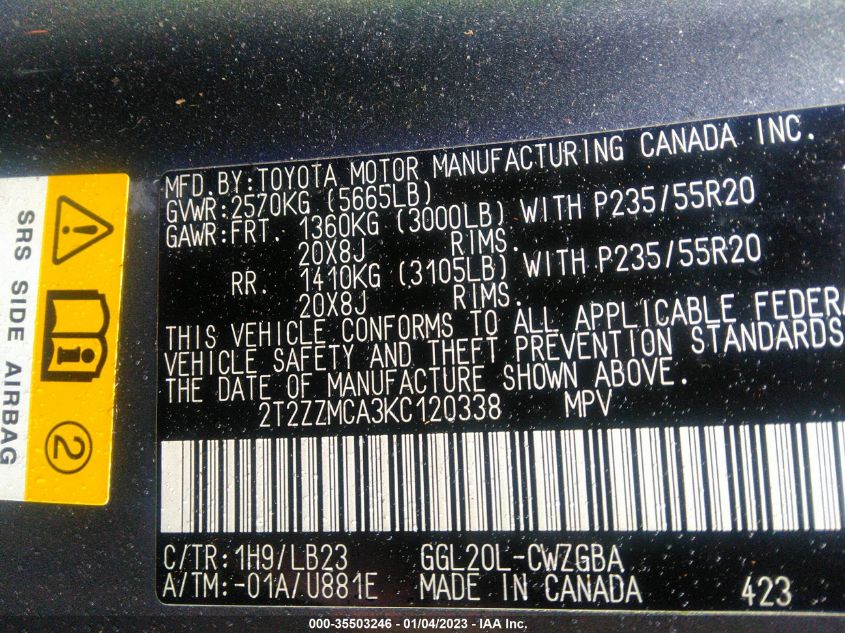 MFD.BY:TOYOTA MOTOR MANUFACTURING CANADA INC.
GVWR:2570KG (5665LB)
GAWR:FRT. 1360KG (3000LB) WITH P235/55R20
20X8J RIMS.
RR. 1410KG (3105LB) WITH P235/55R20
20X8J RIMS.
THIS VEHICLE CONFORMS TO ALL APPLICABLE FEDERA
VEHICLE SAFETY AND THEFT PREVENTION STANDARDS
THE DATE OF MANUFACTURE SHOWN ABOVE.
2T2ZZMCA3KC120338 MPV
C/TR:1H9/LB23 GGL20L-CWZGBA
A/TM:-01A/U881E MADE IN CANADA 423
SRS SIDE AIRBAG
2
000-35503246 - 01/04/2023 - IAA Inc.